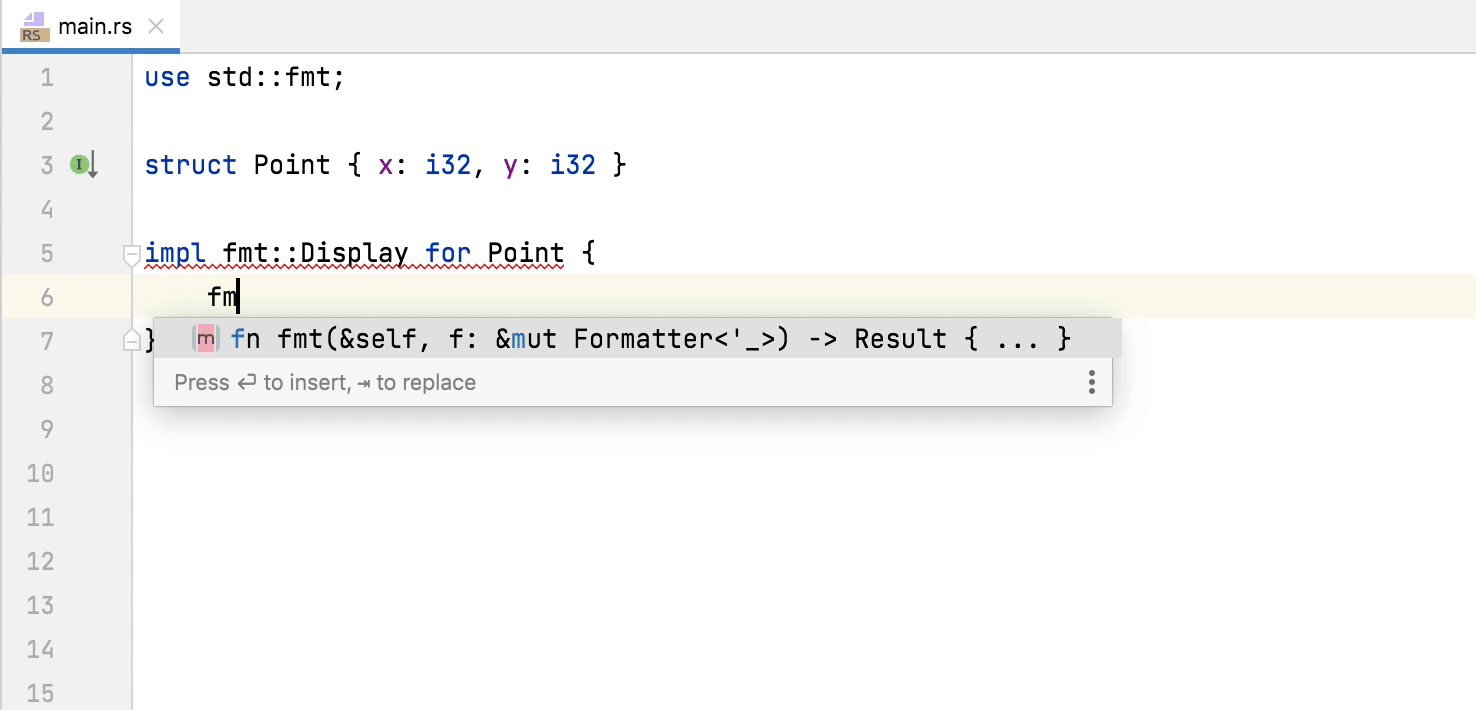 RS main.rs
1 use std::fmt;
2
3 I struct Point { x: i32, y: i32 }
4
5 impl fmt::Display for Point {
6 fm
7 } m fn fmt(&self, f: &mut Formatter<'_>) -> Result { ... }
8 Press ↩ to insert, ⇥ to replace
9
10
11
12
13
14
15